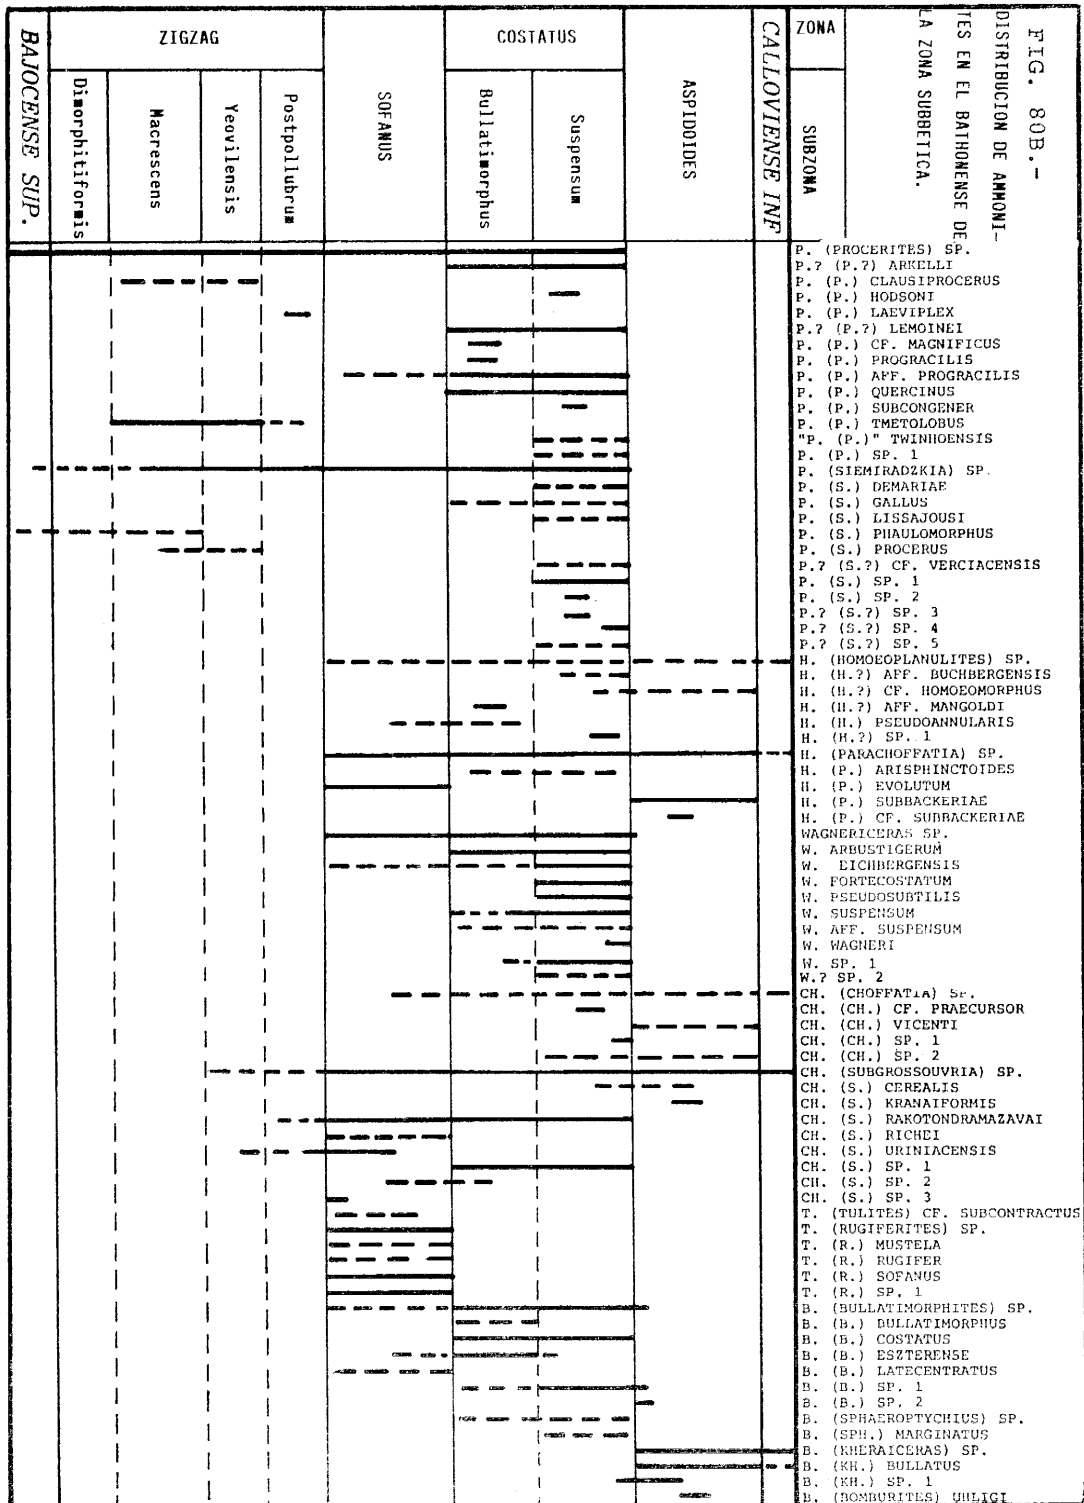 FIG. 80B.-
DISTRIBUCION DE AMMONI-
TES EN EL BATHONENSE DE
LA ZONA SUBBETICA.
ZONA
SUBZONA
BAJOCENSE SUP.
ZIGZAG
Dimorphitiformis
Macrescens
Yeovilensis
Postpollubrum
SOFANUS
COSTATUS
Bullatimorphus
Suspensum
ASPIDOIDES
CALLOVIENSE INF
P. (PROCERITES) SP.
P.? (P.?) ARKELLI
P. (P.) CLAUSIPROCERUS
P. (P.) HODSONI
P. (P.) LAEVIPLEX
P.? (P.?) LEMOINEI
P. (P.) CF. MAGNIFICUS
P. (P.) PROGRACILIS
P. (P.) AFF. PROGRACILIS
P. (P.) QUERCINUS
P. (P.) SUBCONGENER
P. (P.) TMETOLOBUS
"P. (P.)" TWINHOENSIS
P. (P.) SP. 1
P. (SIEMIRADZKIA) SP.
P. (S.) DEMARIAE
P. (S.) GALLUS
P. (S.) LISSAJOUSI
P. (S.) PHAULOMORPHUS
P. (S.) PROCERUS
P.? (S.?) CF. VERCIACENSIS
P. (S.) SP. 1
P. (S.) SP. 2
P.? (S.?) SP. 3
P.? (S.?) SP. 4
P.? (S.?) SP. 5
H. (HOMOEOPLANULITES) SP.
H. (H.?) AFF. BUCHBERGENSIS
H. (H.?) CF. HOMOEOMORPHUS
H. (H.?) AFF. MANGOLDI
H. (H.) PSEUDOANNULARIS
H. (H.?) SP. 1
H. (PARACHOFFATIA) SP.
H. (P.) ARISPHINCTOIDES
H. (P.) EVOLUTUM
H. (P.) SUBBACKERIAE
H. (P.) CF. SUBBACKERIAE
WAGNERICERAS SP.
W. ARBUSTIGERUM
W. EICHBERGENSIS
W. FORTECOSTATUM
W. PSEUDOSUBTILIS
W. SUSPENSUM
W. AFF. SUSPENSUM
W. WAGNERI
W. SP. 1
W.? SP. 2
CH. (CHOFFATIA) SP.
CH. (CH.) CF. PRAECURSOR
CH. (CH.) VICENTI
CH. (CH.) SP. 1
CH. (CH.) SP. 2
CH. (SUBGROSSOUVRIA) SP.
CH. (S.) CEREALIS
CH. (S.) KRANAIFORMIS
CH. (S.) RAKOTONDRAMAZAVAI
CH. (S.) RICHEI
CH. (S.) URINIACENSIS
CH. (S.) SP. 1
CH. (S.) SP. 2
CH. (S.) SP. 3
T. (TULITES) CF. SUBCONTRACTUS
T. (RUGIFERITES) SP.
T. (R.) MUSTELA
T. (R.) RUGIFER
T. (R.) SOFANUS
T. (R.) SP. 1
B. (BULLATIMORPHITES) SP.
B. (B.) BULLATIMORPHUS
B. (B.) COSTATUS
B. (B.) ESZTERENSE
B. (B.) LATECENTRATUS
B. (B.) SP. 1
B. (B.) SP. 2
B. (SPHAEROPTYCHIUS) SP.
B. (SPH.) MARGINATUS
B. (KHERAICERAS) SP.
B. (KH.) BULLATUS
B. (KH.) SP. 1
B. (BOMBURITES) UHLIGI